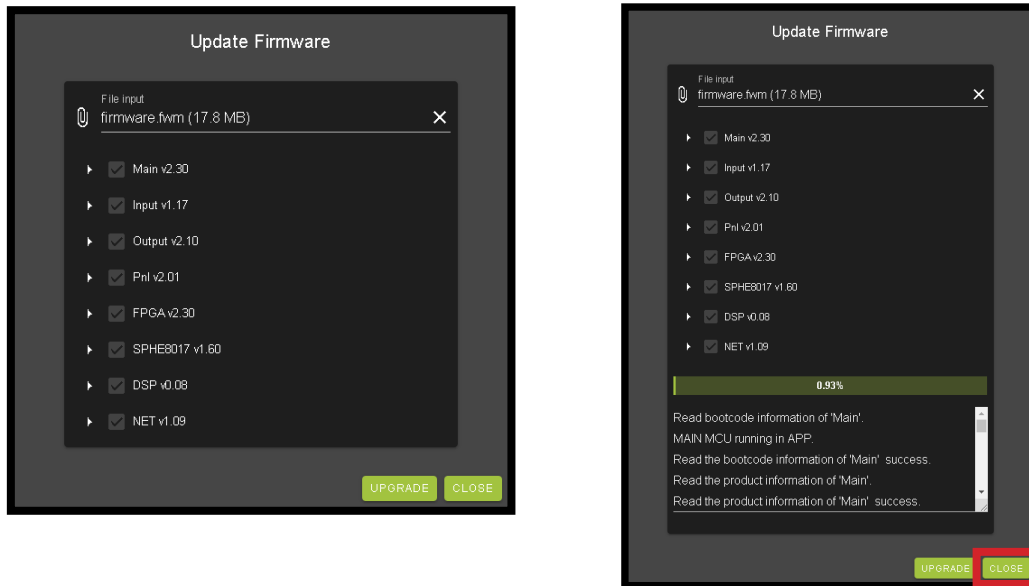 Update Firmware
File input
firmware.fwm (17.8 MB)
Main v2.30
Input v1.17
Output v2.10
Pnl v2.01
FPGA v2.30
SPHE8017 v1.60
DSP v0.08
NET v1.09
UPGRADE CLOSE
Update Firmware
File input
firmware.fwm (17.8 MB)
Main v2.30
Input v1.17
Output v2.10
Pnl v2.01
FPGA v2.30
SPHE8017 v1.60
DSP v0.08
NET v1.09
0.93%
Read bootcode information of 'Main'.
MAIN MCU running in APP.
Read the bootcode information of 'Main' success.
Read the product information of 'Main'.
Read the product information of 'Main' success.
UPGRADE CLOSE